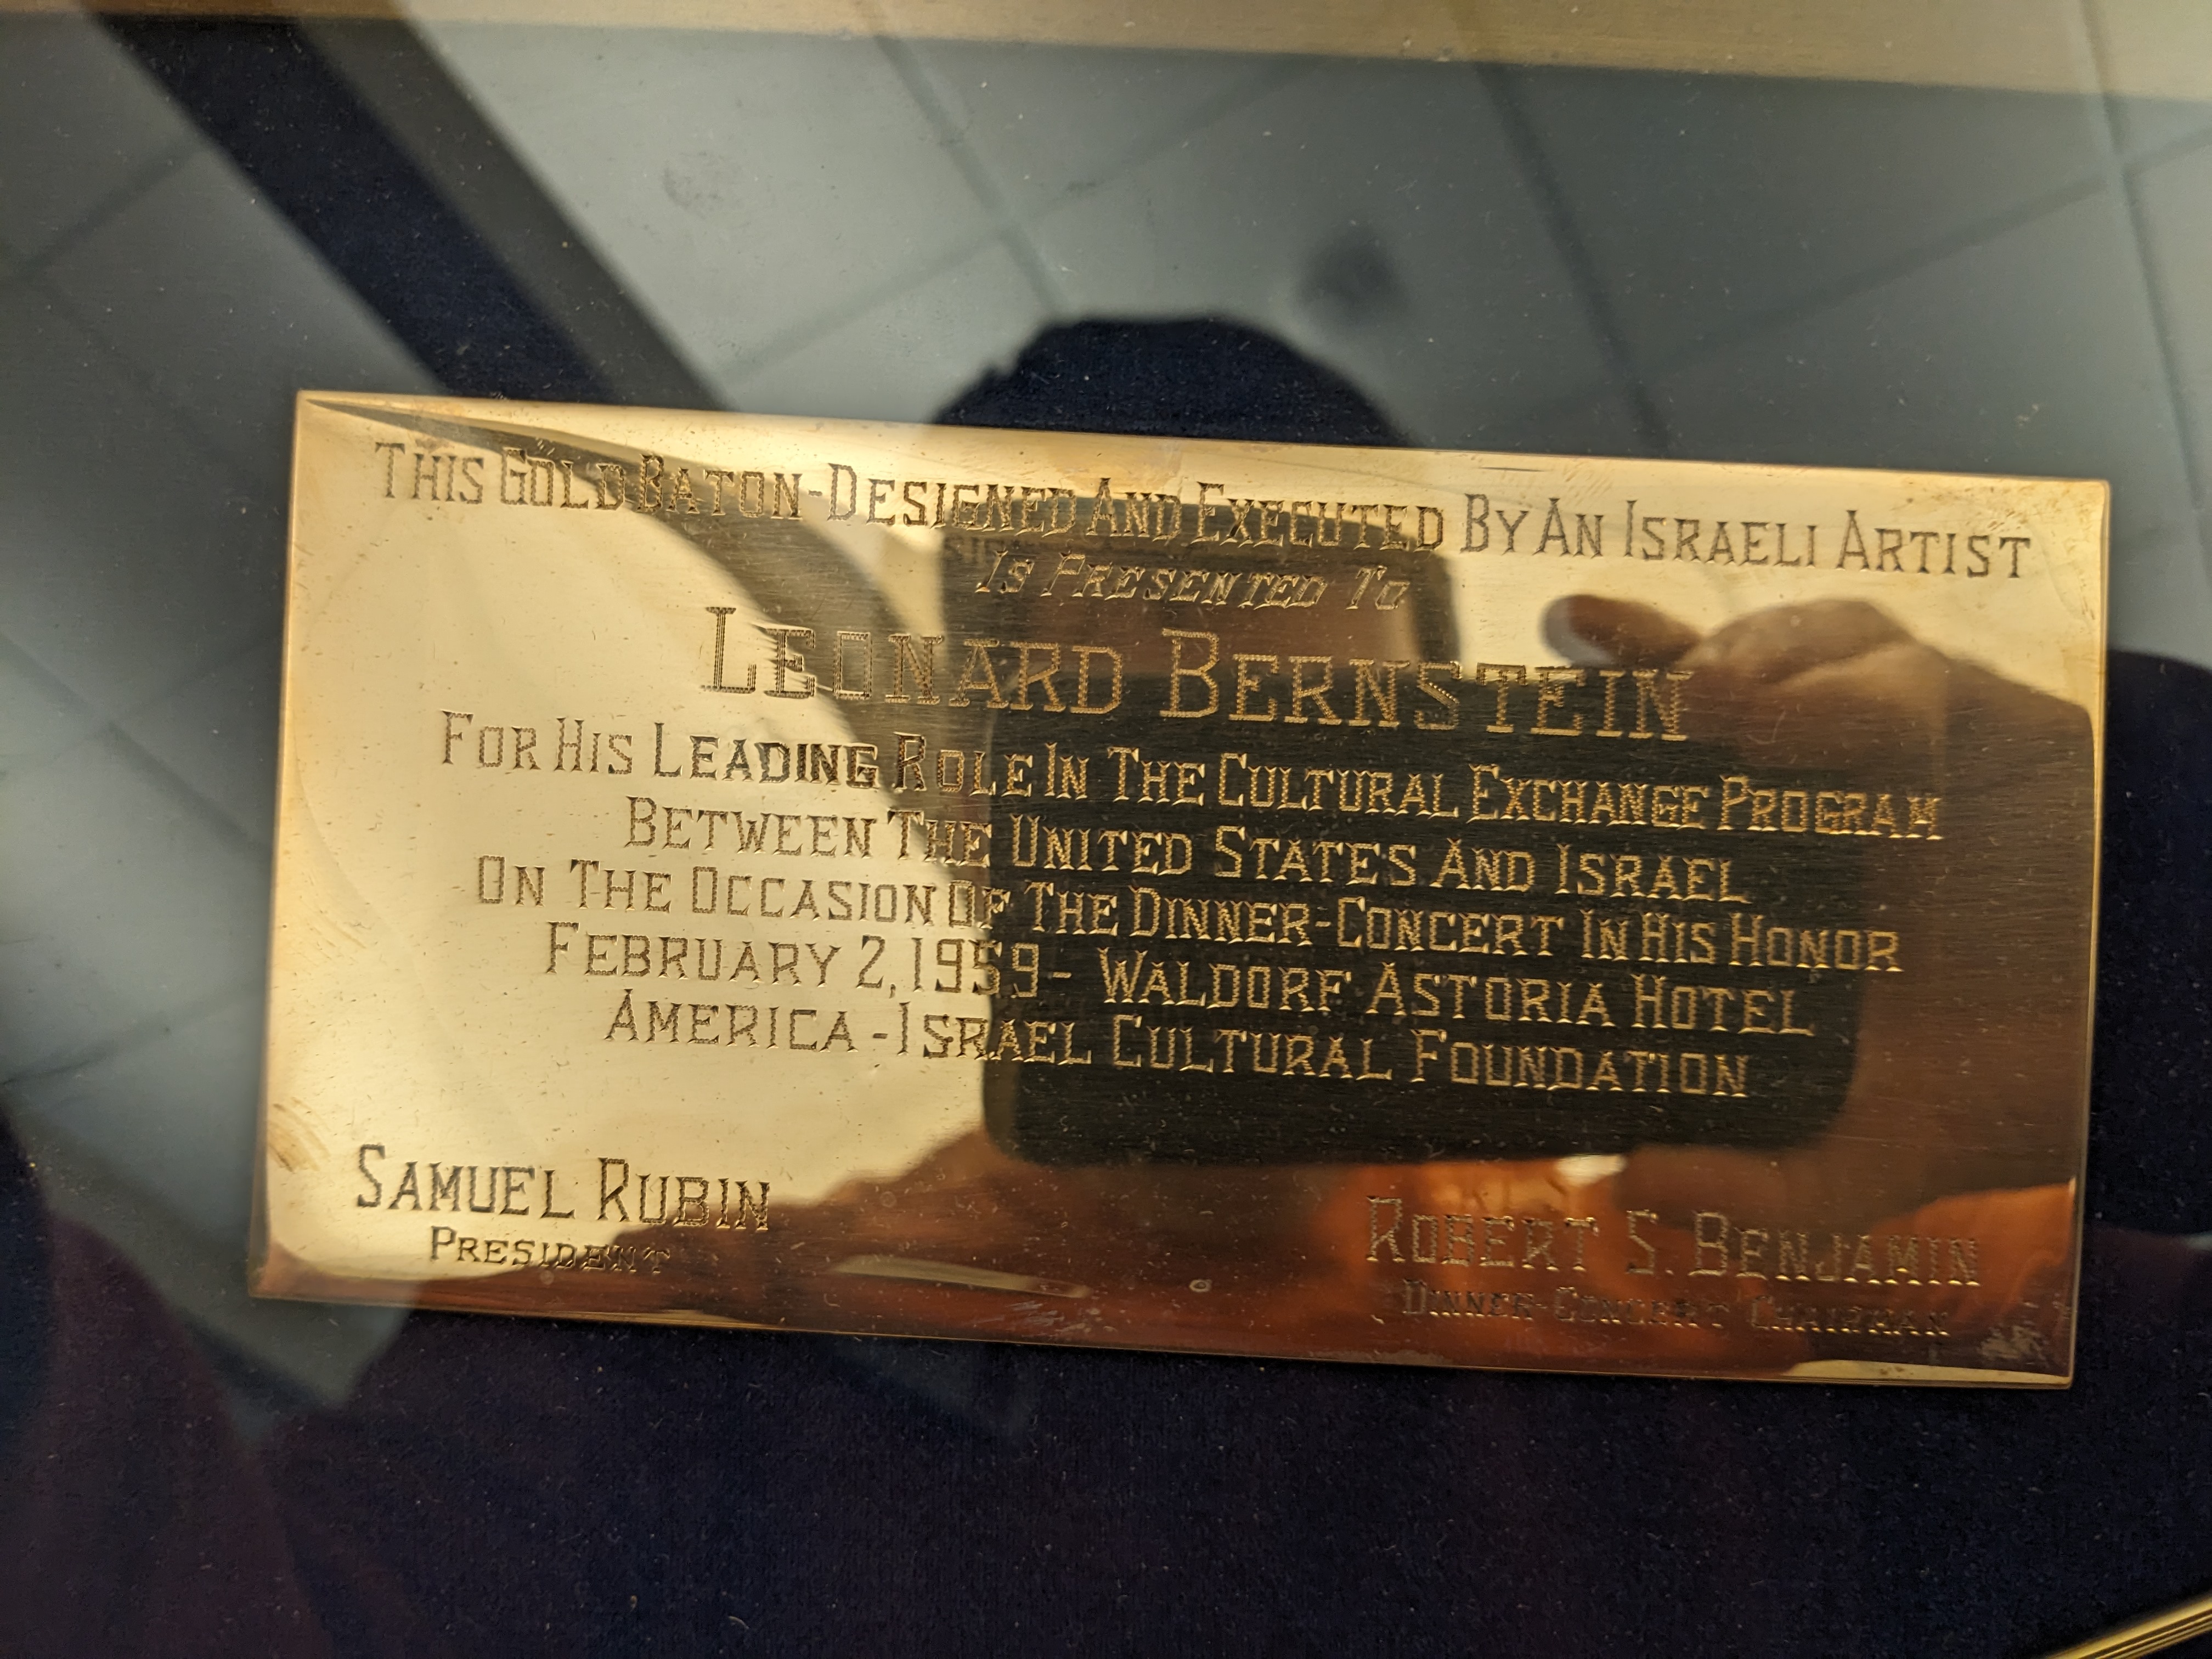 THIS GOLD BATON-DESIGNED AND EXECUTED BY AN ISRAELI ARTIST
IS PRESENTED TO
LEONARD BERNSTEIN
FOR HIS LEADING ROLE IN THE CULTURAL EXCHANGE PROGRAM
BETWEEN THE UNITED STATES AND ISRAEL
ON THE OCCASION OF THE DINNER-CONCERT IN HIS HONOR
FEBRUARY 2, 1959- WALDORF ASTORIA HOTEL
AMERICA-ISRAEL CULTURAL FOUNDATION
SAMUEL RUBIN
PRESIDENT
ROBERT S. BENJAMIN
DINNER-CONCERT CHAIRMAN